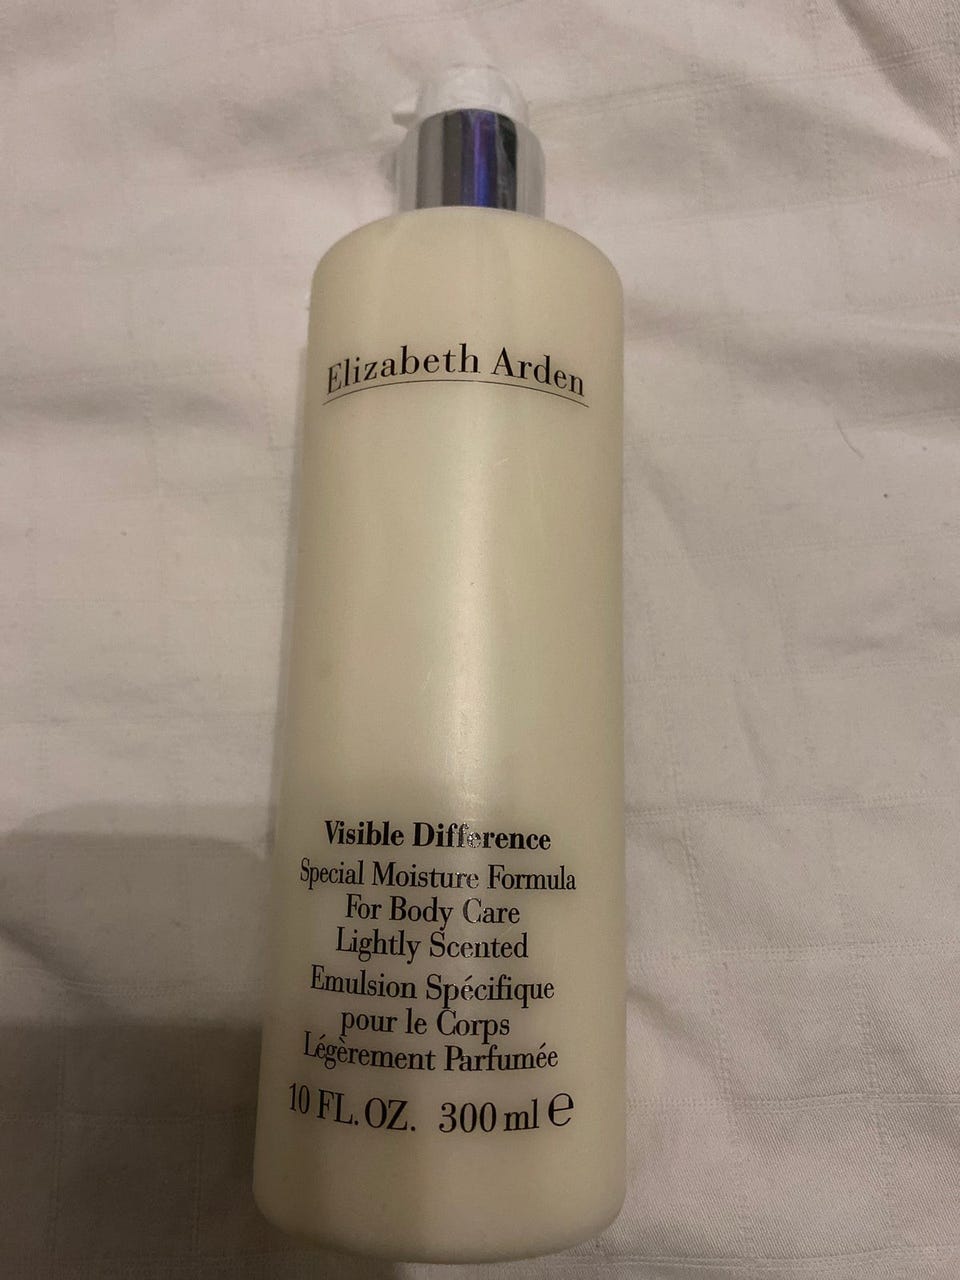 Elizabeth Arden
Visible Difference
Special Moisture Formula
For Body Care
Lightly Scented
Emulsion Spécifique
pour le Corps
Légèrement Parfumée
10 FL. OZ. 300 ml ℮